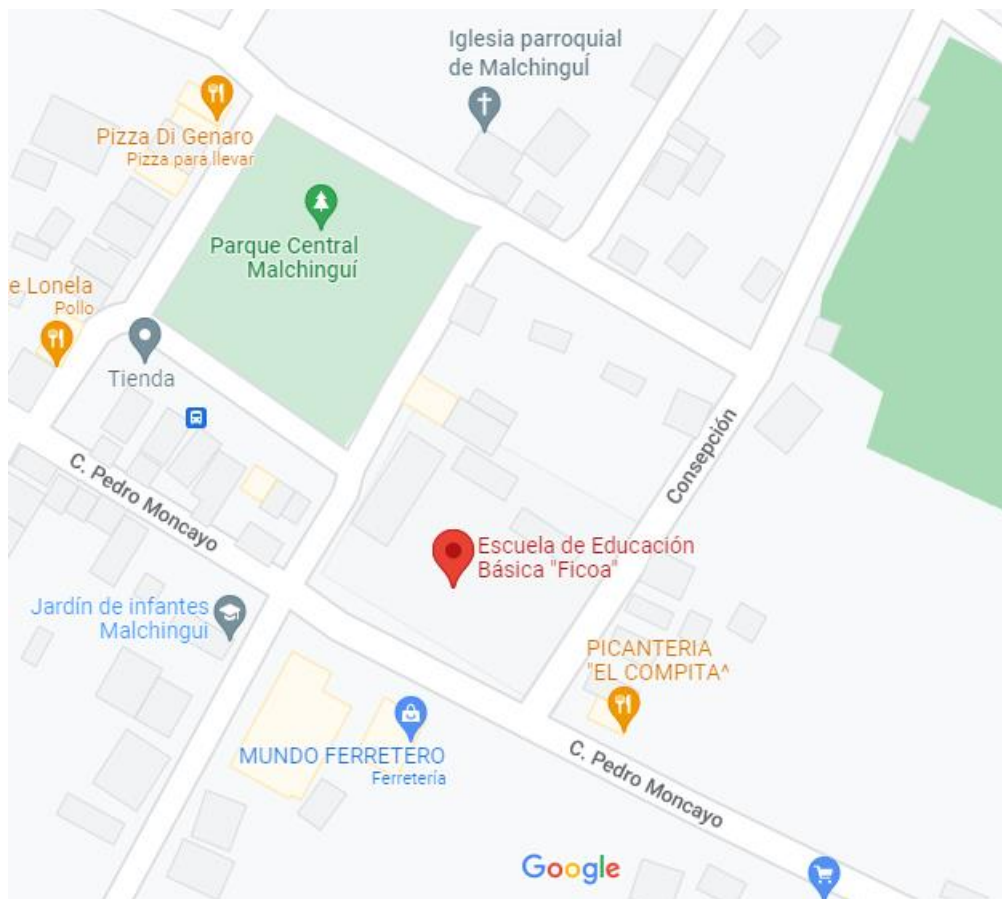 Iglesia parroquial
de MalchinguÍ
Pizza Di Genaro
Pizza para llevar
Parque Central
Malchinguí
e Lonela
Pollo
Tienda
Consepción
C. Pedro Moncayo
Escuela de Educación
Básica "Ficoa"
Jardín de infantes
Malchingui
PICANTERIA
"EL COMPITA^
MUNDO FERRETERO
Ferretería
C. Pedro Moncayo
Google